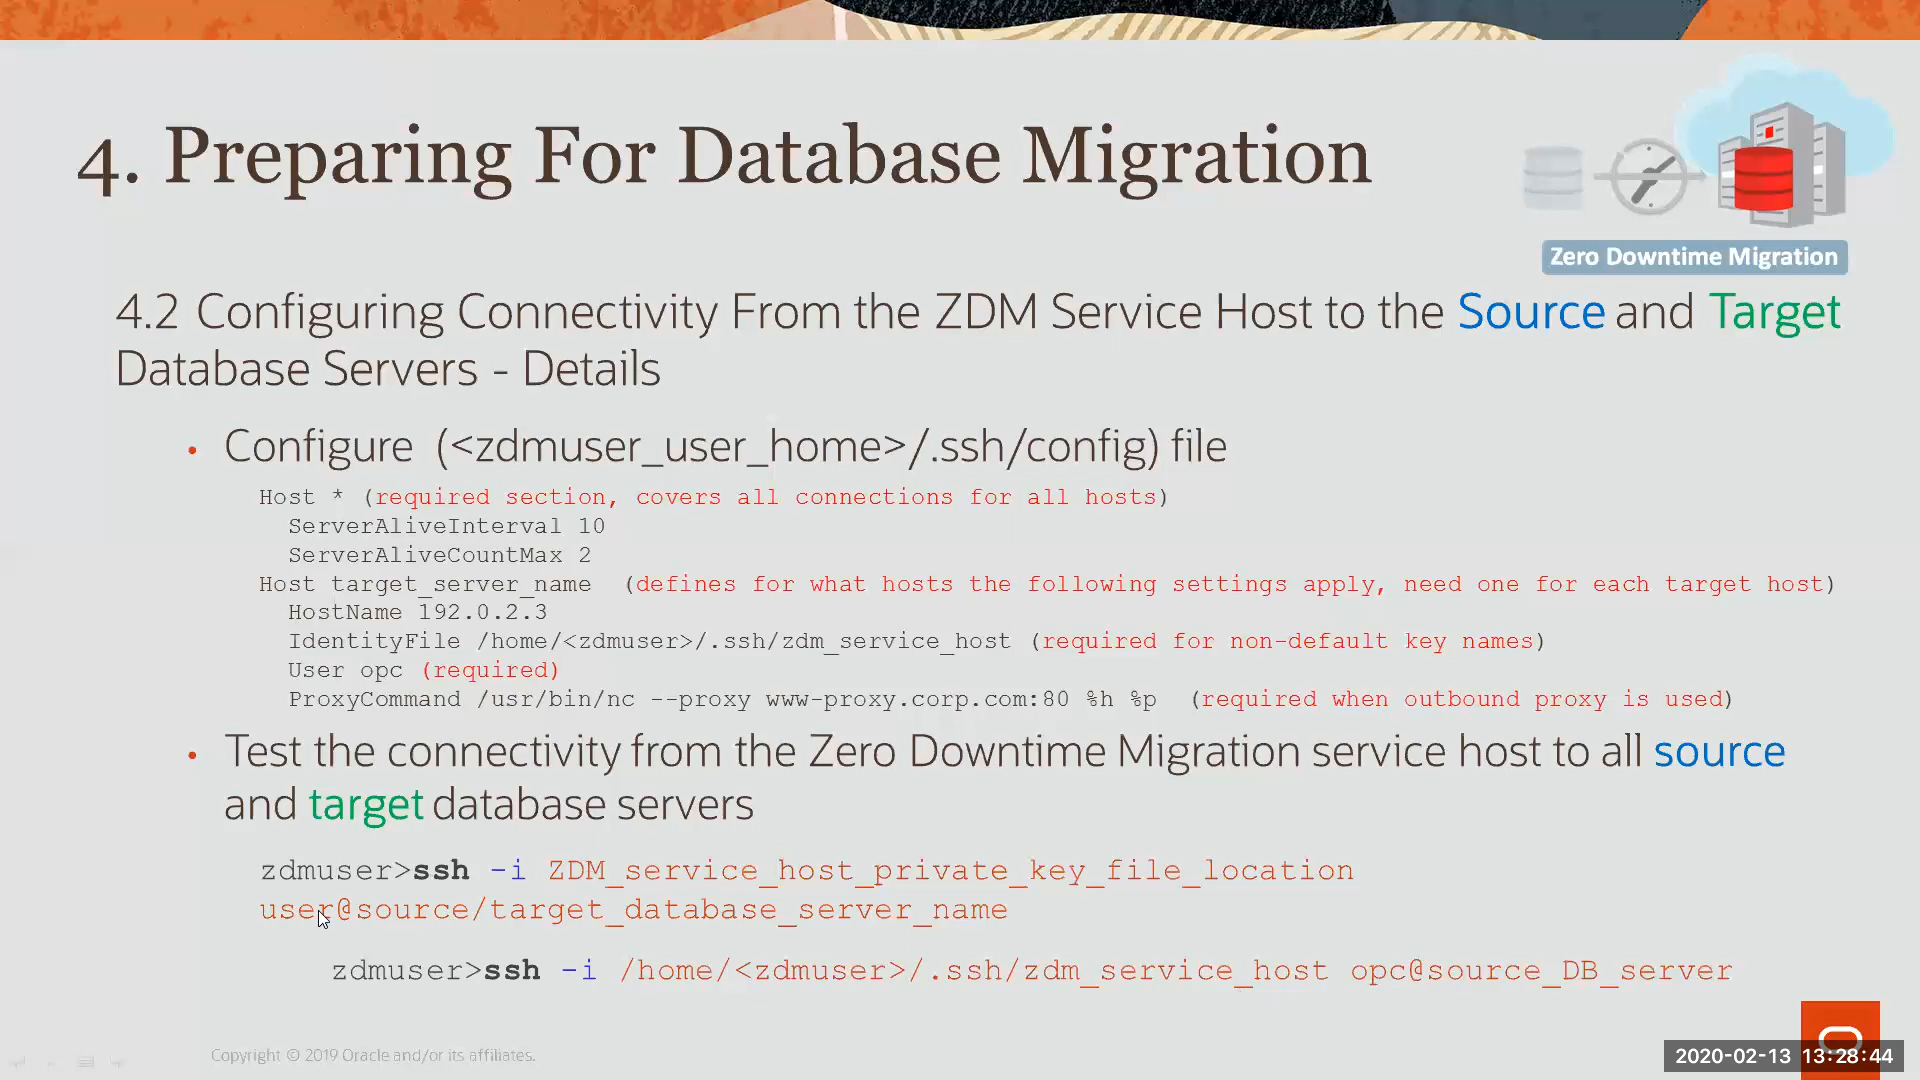 4. Preparing For Database Migration
Zero Downtime Migration
4.2 Configuring Connectivity From the ZDM Service Host to the Source and Target
Database Servers - Details
• Configure (<zdmuser_user_home>/.ssh/config) file
Host * (required section, covers all connections for all hosts)
ServerAliveInterval 10
ServerAliveCountMax 2
Host target_server_name (defines for what hosts the following settings apply, need one for each target host)
HostName 192.0.2.3
IdentityFile /home/<zdmuser>/.ssh/zdm_service_host (required for non-default key names)
User opc (required)
ProxyCommand /usr/bin/nc --proxy www-proxy.corp.com:80 %h %p (required when outbound proxy is used)
• Test the connectivity from the Zero Downtime Migration service host to all source
and target database servers
zdmuser>ssh -i ZDM_service_host_private_key_file_location
user@source/target_database_server_name
zdmuser>ssh -i /home/<zdmuser>/.ssh/zdm_service_host opc@source_DB_server
Copyright © 2019 Oracle and/or its affiliates.
2020-02-13 13:28:44